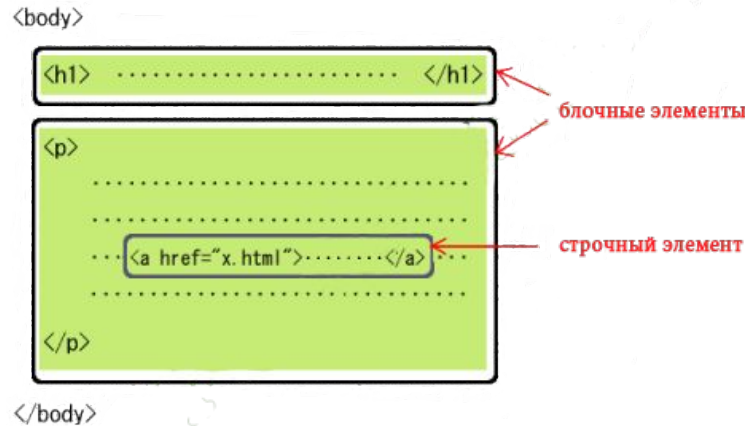 <body>
<h1> ························ </h1>
блочные элементы
<p>
································
································
···<a href="x.html">········</a>···
строчный элемент
································
</p>
</body>